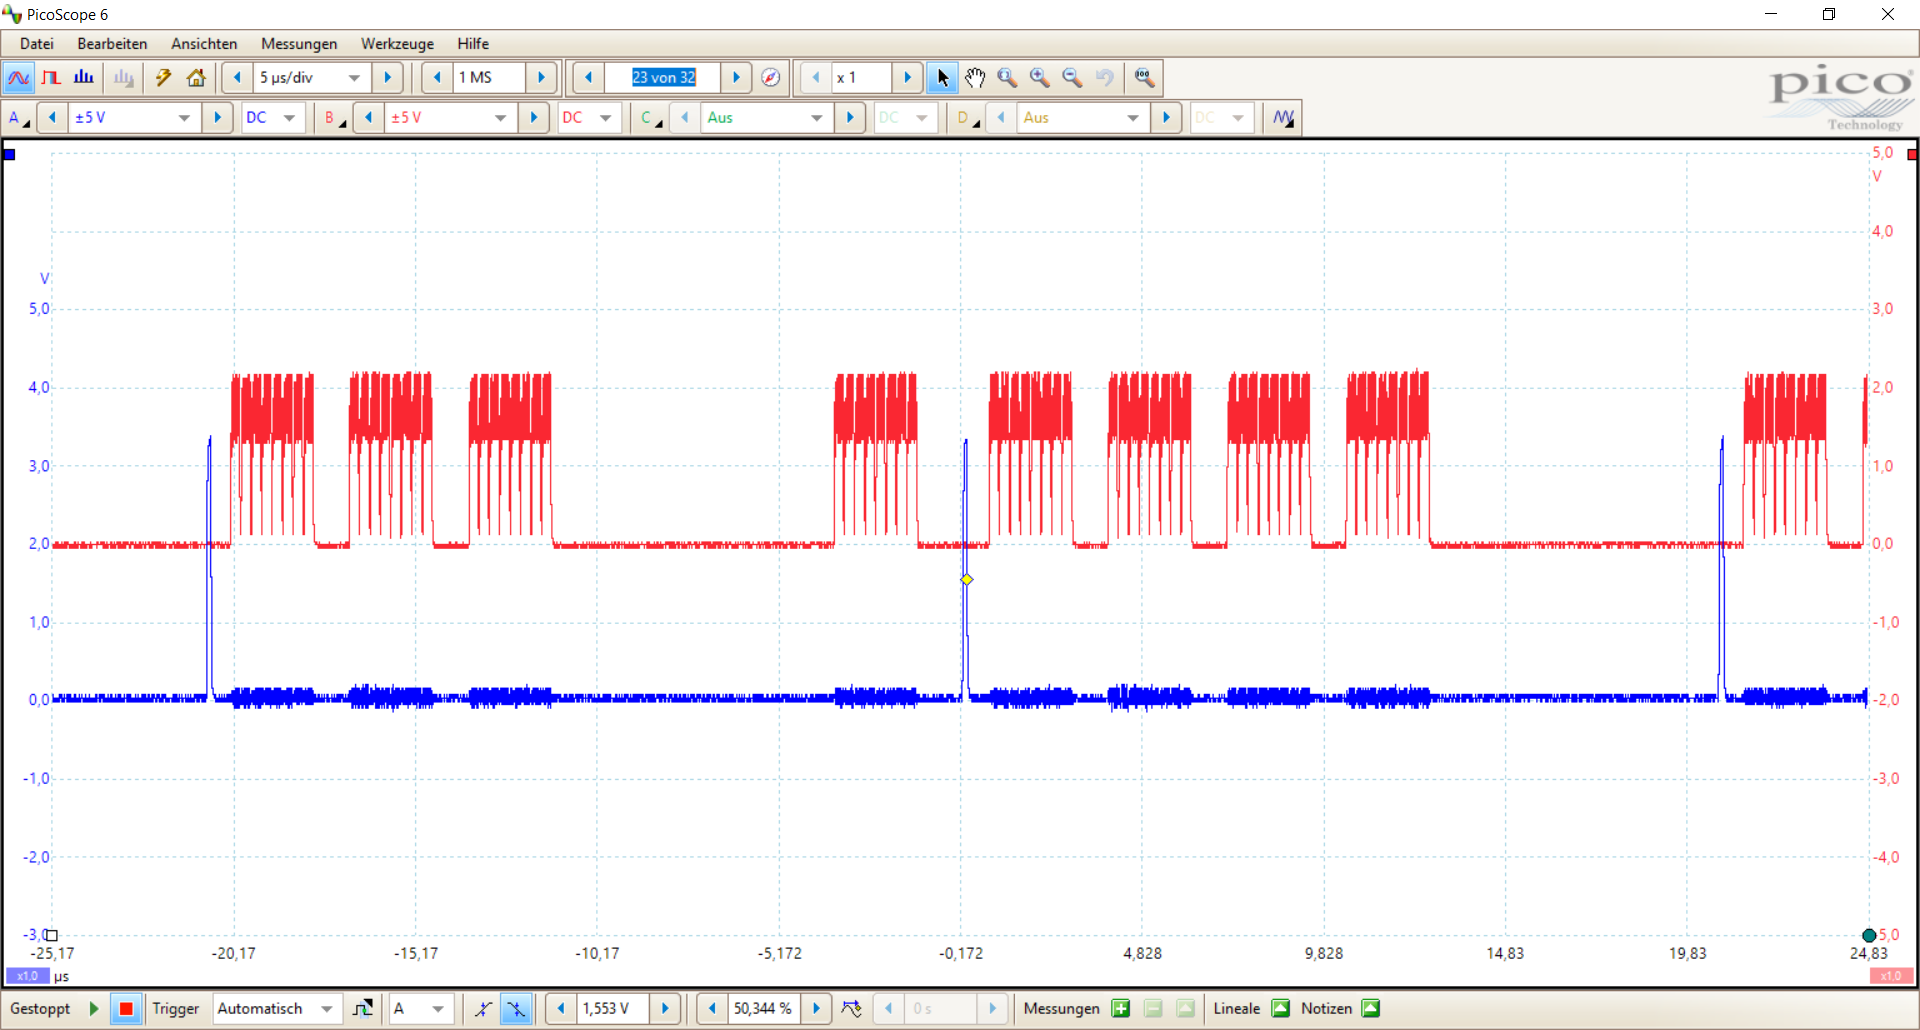 PicoScope 6
Datei Bearbeiten Ansichten Messungen Werkzeuge Hilfe
5 µs/div 1 MS 23 von 32 x 1
pico
Technology
A ±5 V DC B ±5 V DC C Aus DC D Aus DC
5,0
V
4,0
V
5,0 3,0
4,0 2,0
3,0 1,0
2,0 0,0
1,0 -1,0
0,0 -2,0
-1,0 -3,0
-2,0 -4,0
-3,0 5,0
-25,17 -20,17 -15,17 -10,17 -5,172 -0,172 4,828 9,828 14,83 19,83 24,83
x1.0 µs x1.0
Gestoppt Trigger Automatisch A 1,553 V 50,344 % 0 s Messungen Lineale Notizen